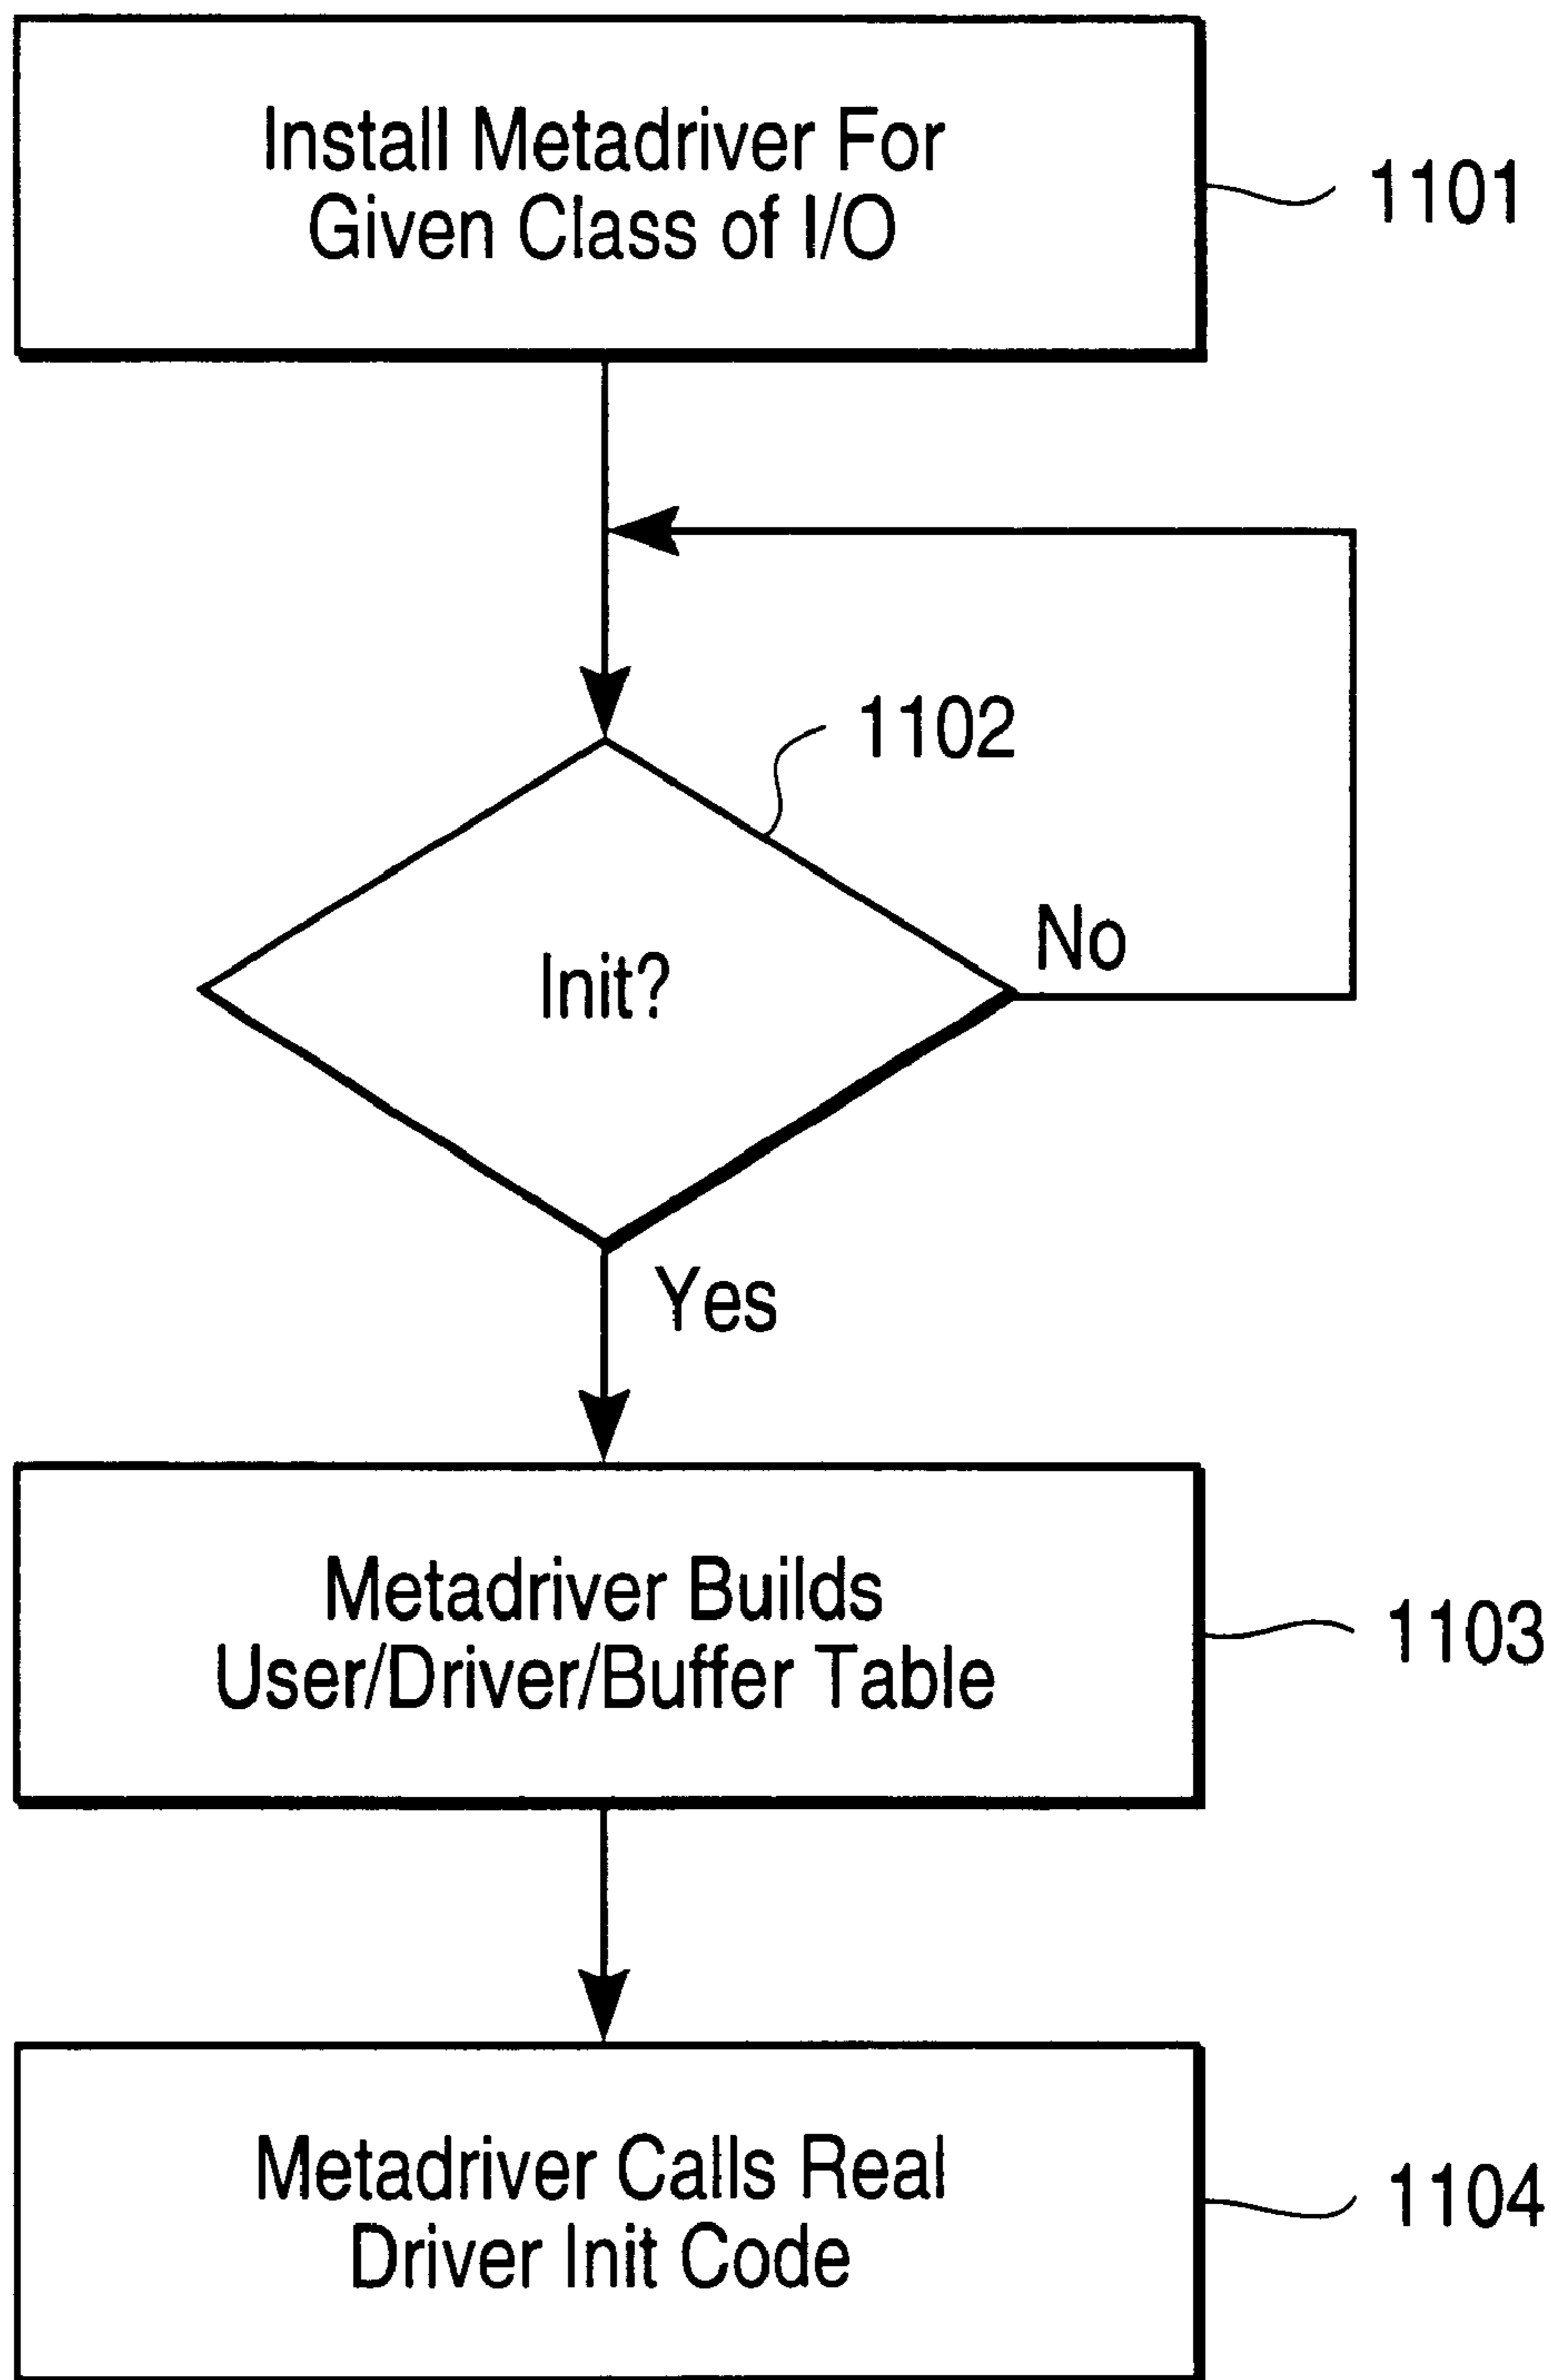 Install Metadriver For
Given Class of I/O
1101
1102
Init?
No
Yes
Metadriver Builds
User/Driver/Buffer Table
1103
Metadriver Calls Real
Driver Init Code
1104